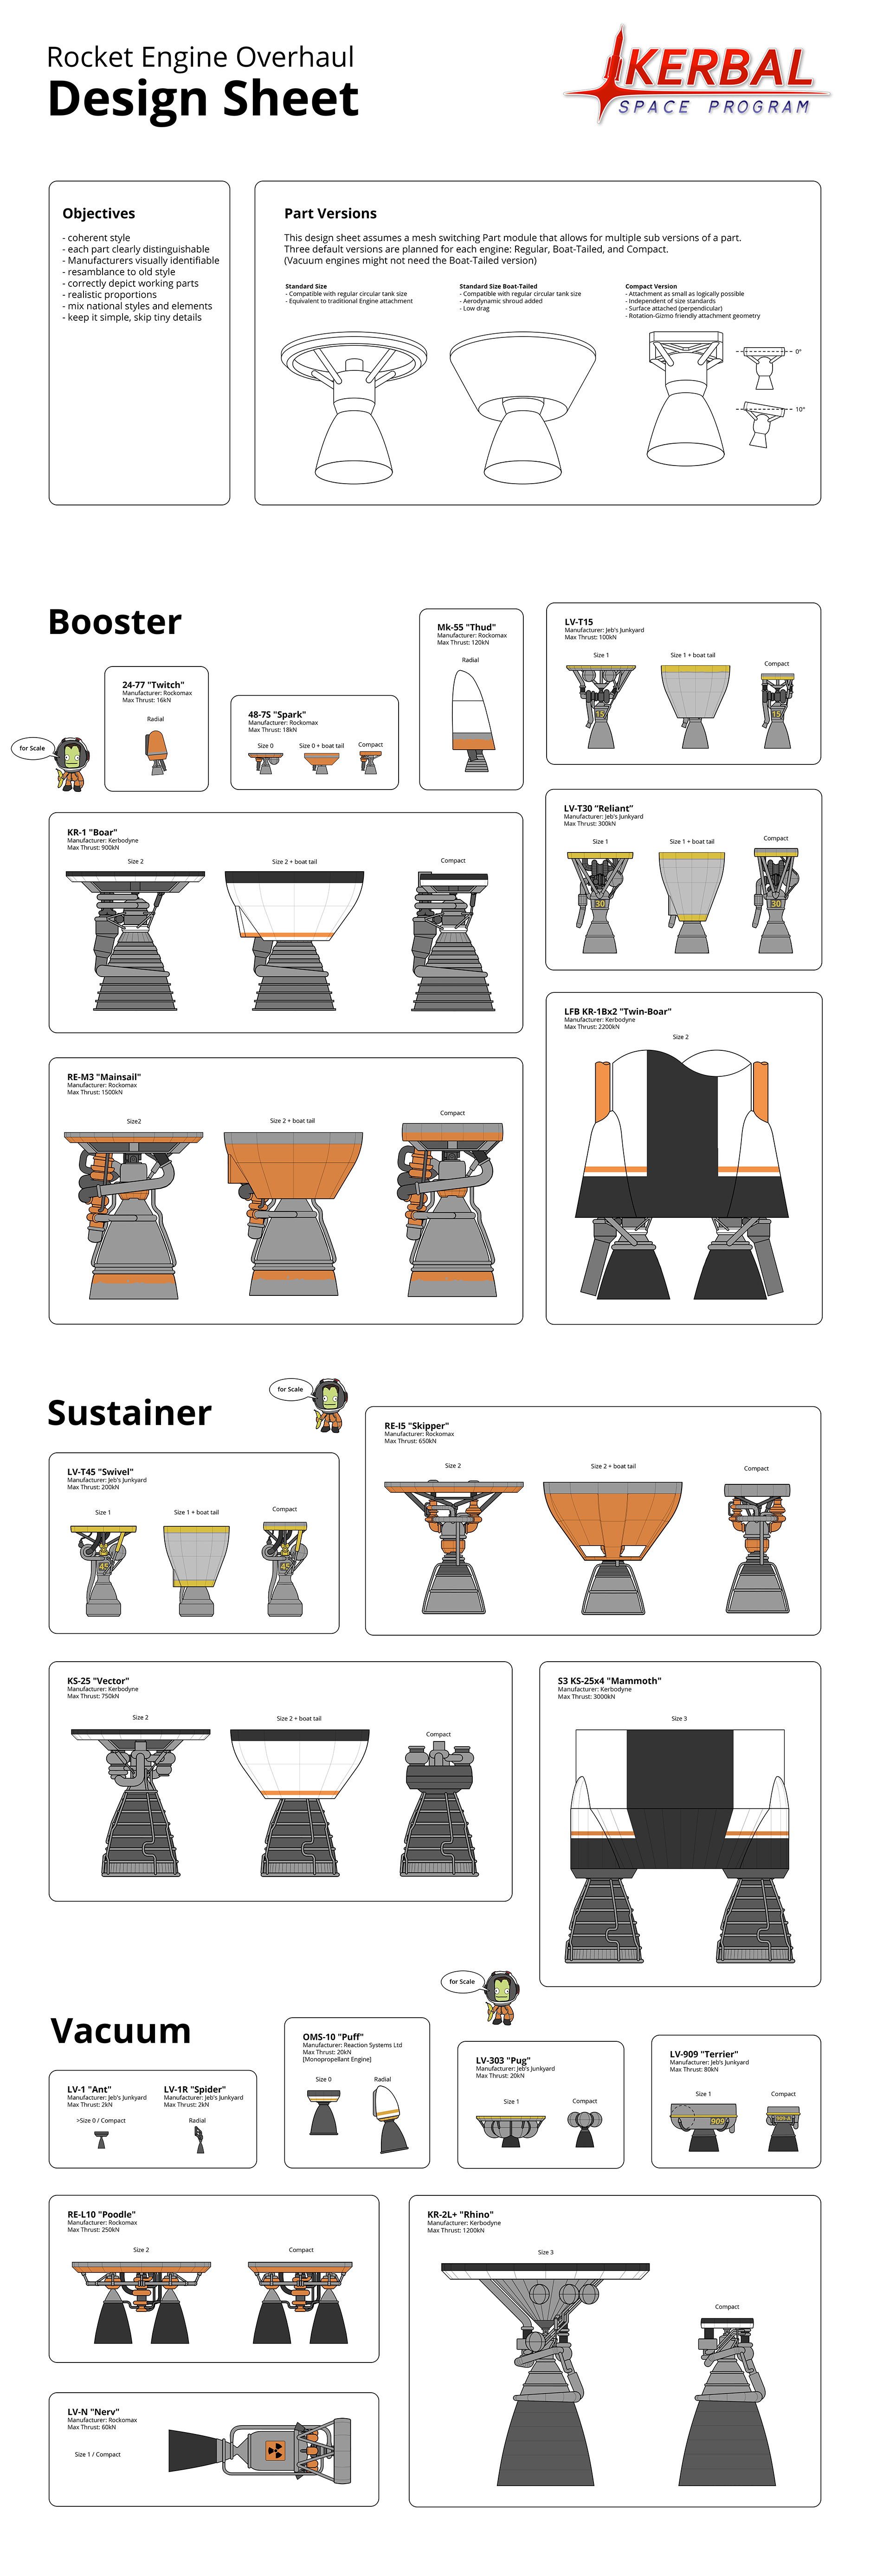 Rocket Engine Overhaul
Design Sheet
KERBAL
SPACE PROGRAM
Objectives
- coherent style
- each part clearly distinguishable
- Manufacturers visually identifiable
- resamblance to old style
- correctly depict working parts
- realistic proportions
- mix national styles and elements
- keep it simple, skip tiny details
Part Versions
This design sheet assumes a mesh switching Part module that allows for multiple sub versions of a part.
Three default versions are planned for each engine: Regular, Boat-Tailed, and Compact.
(Vacuum engines might not need the Boat-Tailed version)
Standard Size
- Compatible with regular circular tank size
- Equivalent to traditional Engine attachment
Standard Size Boat-Tailed
- Compatible with regular circular tank size
- Aerodynamic shroud added
- Low drag
Compact Version
- Attachment as small as logically possible
- Independent of size standards
- Surface attached (perpendicular)
- Rotation-Gizmo friendly attachment geometry
0°
10°
Booster
for Scale
24-77 "Twitch"
Manufacturer: Rockomax
Max Thrust: 16kN
Radial
48-7S "Spark"
Manufacturer: Rockomax
Max Thrust: 18kN
Size 0
Size 0 + boat tail
Compact
Mk-55 "Thud"
Manufacturer: Rockomax
Max Thrust: 120kN
Radial
LV-T15
Manufacturer: Jeb's Junkyard
Max Thrust: 100kN
Size 1
Size 1 + boat tail
Compact
15
15
KR-1 "Boar"
Manufacturer: Kerbodyne
Max Thrust: 900kN
Size 2
Size 2 + boat tail
Compact
LV-T30 "Reliant"
Manufacturer: Jeb's Junkyard
Max Thrust: 300kN
Size 1
Size 1 + boat tail
Compact
30
30
RE-M3 "Mainsail"
Manufacturer: Rockomax
Max Thrust: 1500kN
Size2
Size 2 + boat tail
Compact
LFB KR-1Bx2 "Twin-Boar"
Manufacturer: Kerbodyne
Max Thrust: 2200kN
Size 2
Sustainer
for Scale
LV-T45 "Swivel"
Manufacturer: Jeb's Junkyard
Max Thrust: 200kN
Size 1
Size 1 + boat tail
Compact
45
45
RE-I5 "Skipper"
Manufacturer: Rockomax
Max Thrust: 650kN
Size 2
Size 2 + boat tail
Compact
KS-25 "Vector"
Manufacturer: Kerbodyne
Max Thrust: 750kN
Size 2
Size 2 + boat tail
Compact
S3 KS-25x4 "Mammoth"
Manufacturer: Kerbodyne
Max Thrust: 3000kN
Size 3
Vacuum
for Scale
LV-1 "Ant"
Manufacturer: Jeb's Junkyard
Max Thrust: 2kN
>Size 0 / Compact
LV-1R "Spider"
Manufacturer: Jeb's Junkyard
Max Thrust: 2kN
Radial
OMS-10 "Puff"
Manufacturer: Reaction Systems Ltd
Max Thrust: 20kN
[Monopropellant Engine]
Size 0
Radial
LV-303 "Pug"
Manufacturer: Jeb's Junkyard
Max Thrust: 20kN
Size 1
Compact
LV-909 "Terrier"
Manufacturer: Jeb's Junkyard
Max Thrust: 80kN
Size 1
Compact
909
RE-L10 "Poodle"
Manufacturer: Rockomax
Max Thrust: 250kN
Size 2
Compact
KR-2L+ "Rhino"
Manufacturer: Kerbodyne
Max Thrust: 1200kN
Size 3
Compact
LV-N "Nerv"
Manufacturer: Rockomax
Max Thrust: 60kN
Size 1 / Compact